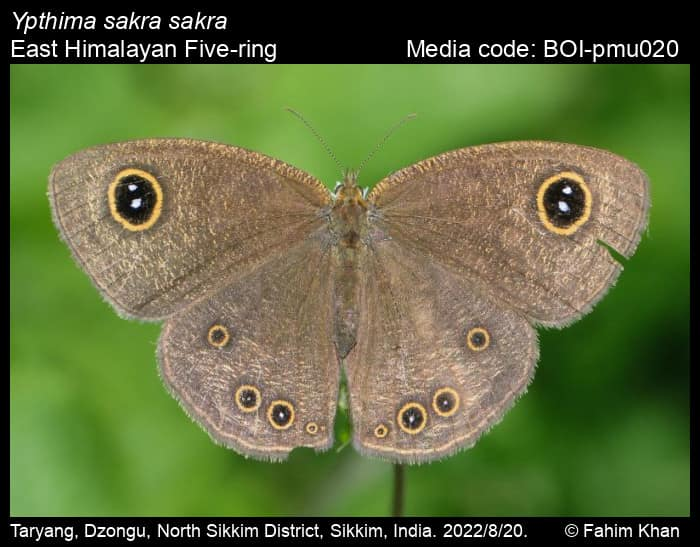 Ypthima sakra sakra
East Himalayan Five-ring Media code: BOI-pmu020
Taryang, Dzongu, North Sikkim District, Sikkim, India. 2022/8/20. © Fahim Khan